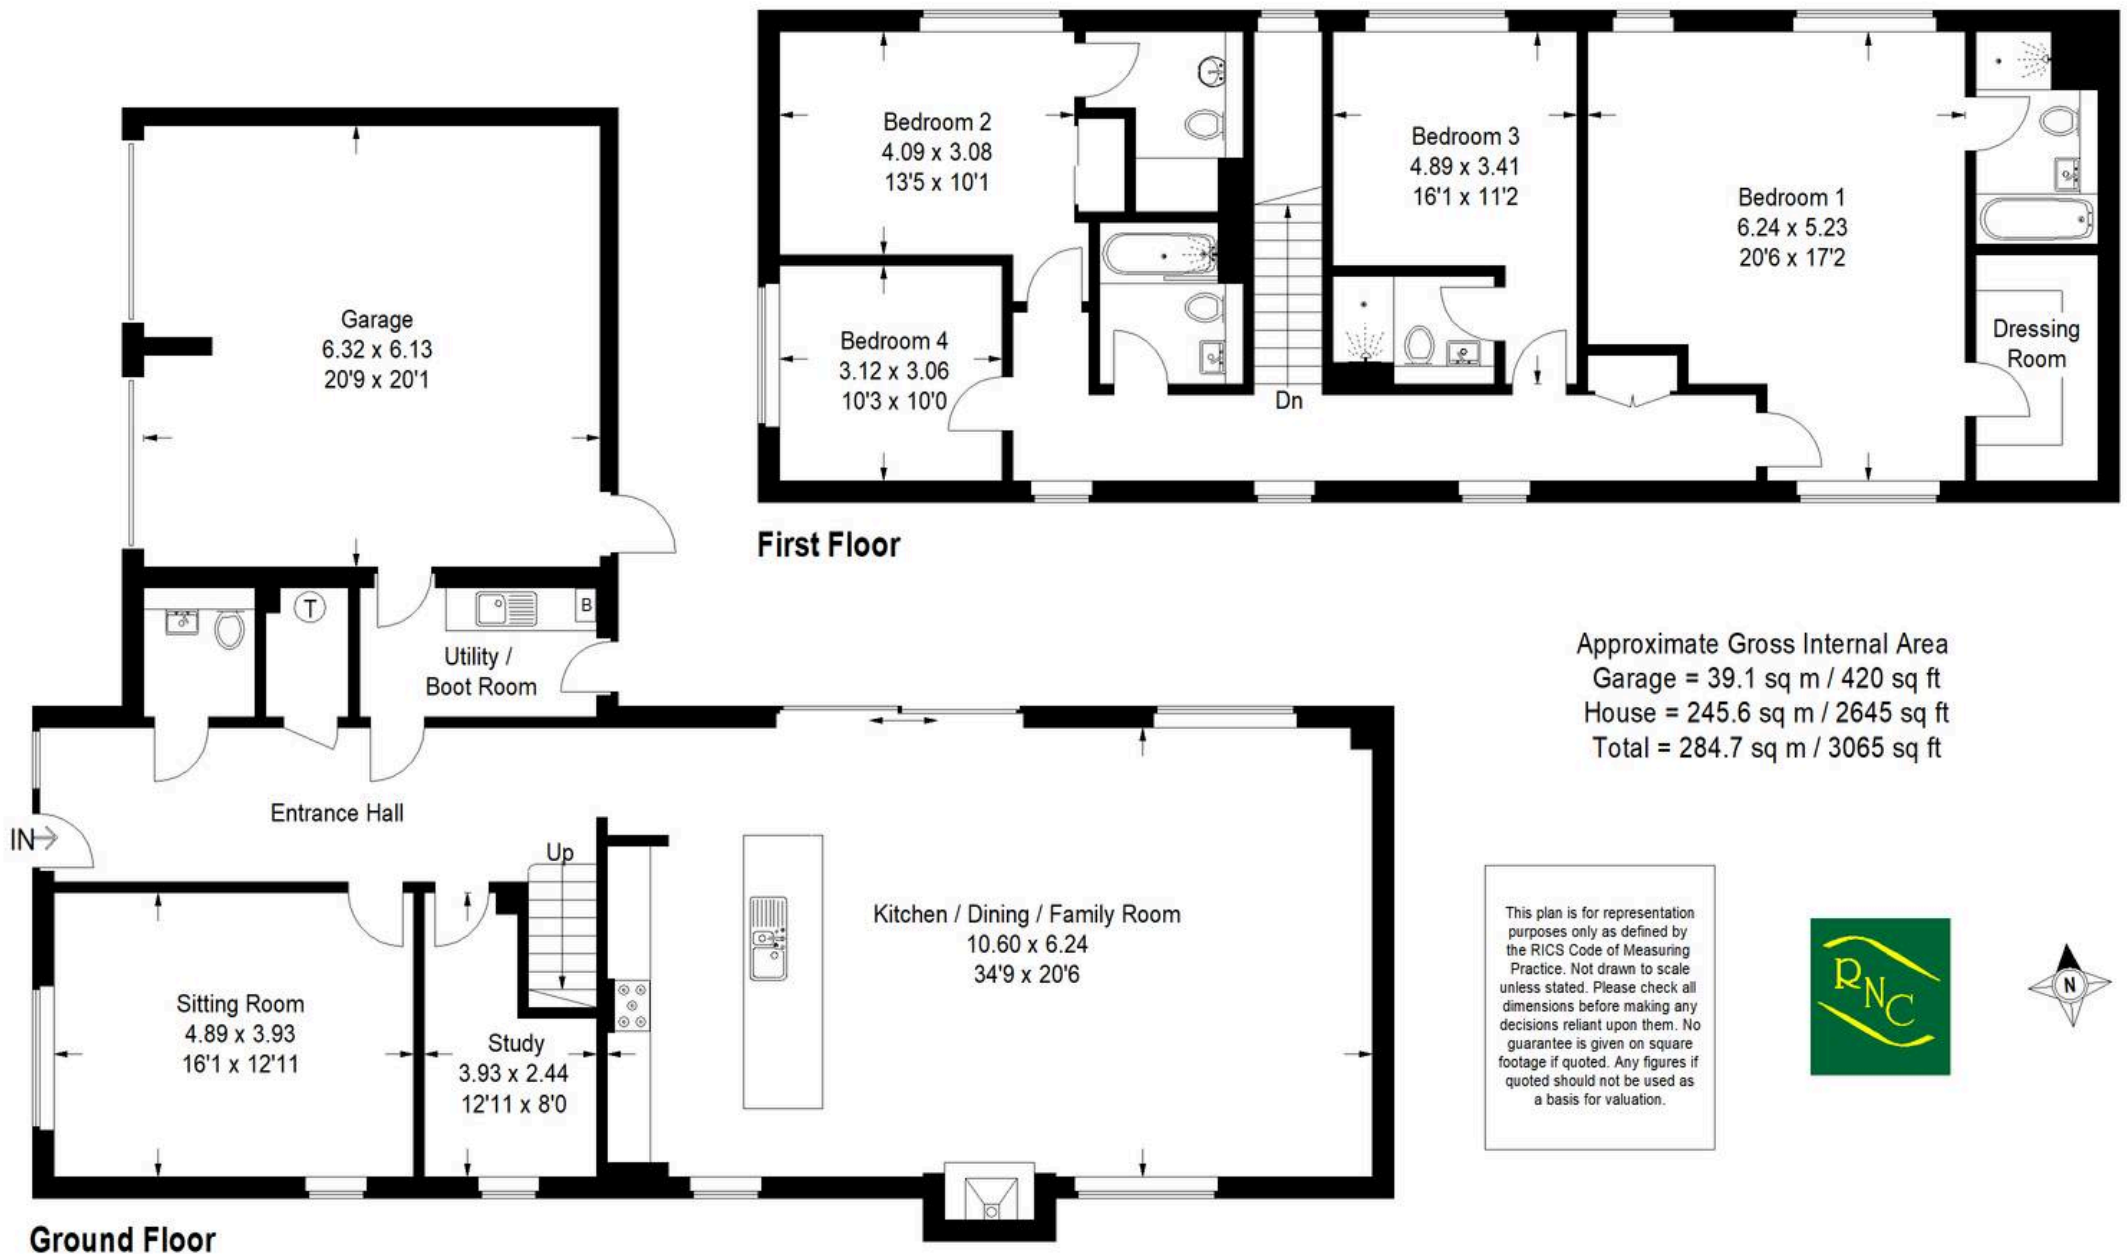 Bedroom 2
4.09 x 3.08
13'5 x 10'1
Bedroom 3
4.89 x 3.41
16'1 x 11'2
Bedroom 1
6.24 x 5.23
20'6 x 17'2
Dressing
Room
Bedroom 4
3.12 x 3.06
10'3 x 10'0
Dn
First Floor
Garage
6.32 x 6.13
20'9 x 20'1
T
B
Utility /
Boot Room
Entrance Hall
IN
Up
Sitting Room
4.89 x 3.93
16'1 x 12'11
Study
3.93 x 2.44
12'11 x 8'0
Kitchen / Dining / Family Room
10.60 x 6.24
34'9 x 20'6
Ground Floor
Approximate Gross Internal Area
Garage = 39.1 sq m / 420 sq ft
House = 245.6 sq m / 2645 sq ft
Total = 284.7 sq m / 3065 sq ft
This plan is for representation
purposes only as defined by
the RICS Code of Measuring
Practice. Not drawn to scale
unless stated. Please check all
dimensions before making any
decisions reliant upon them. No
guarantee is given on square
footage if quoted. Any figures if
quoted should not be used as
a basis for valuation.
RNC
N